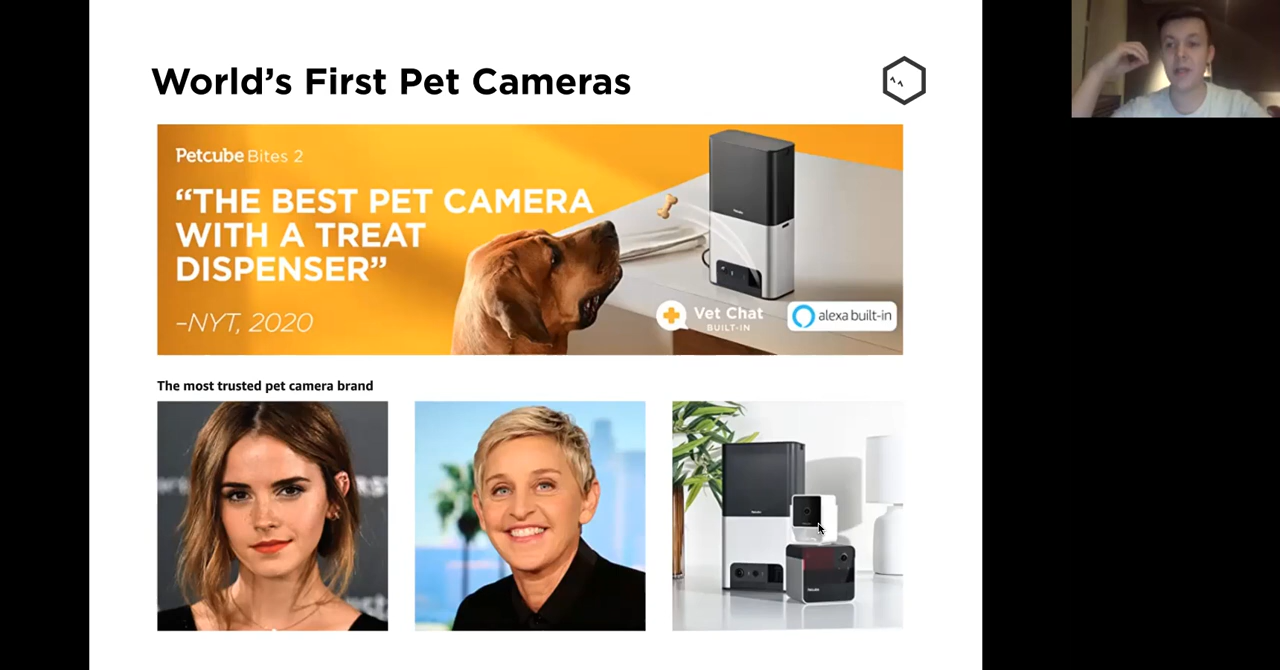 World's First Pet Cameras
Petcube Bites 2
“THE BEST PET CAMERA
WITH A TREAT
DISPENSER”
–NYT, 2020
Vet Chat
BUILT-IN
alexa built-in
The most trusted pet camera brand